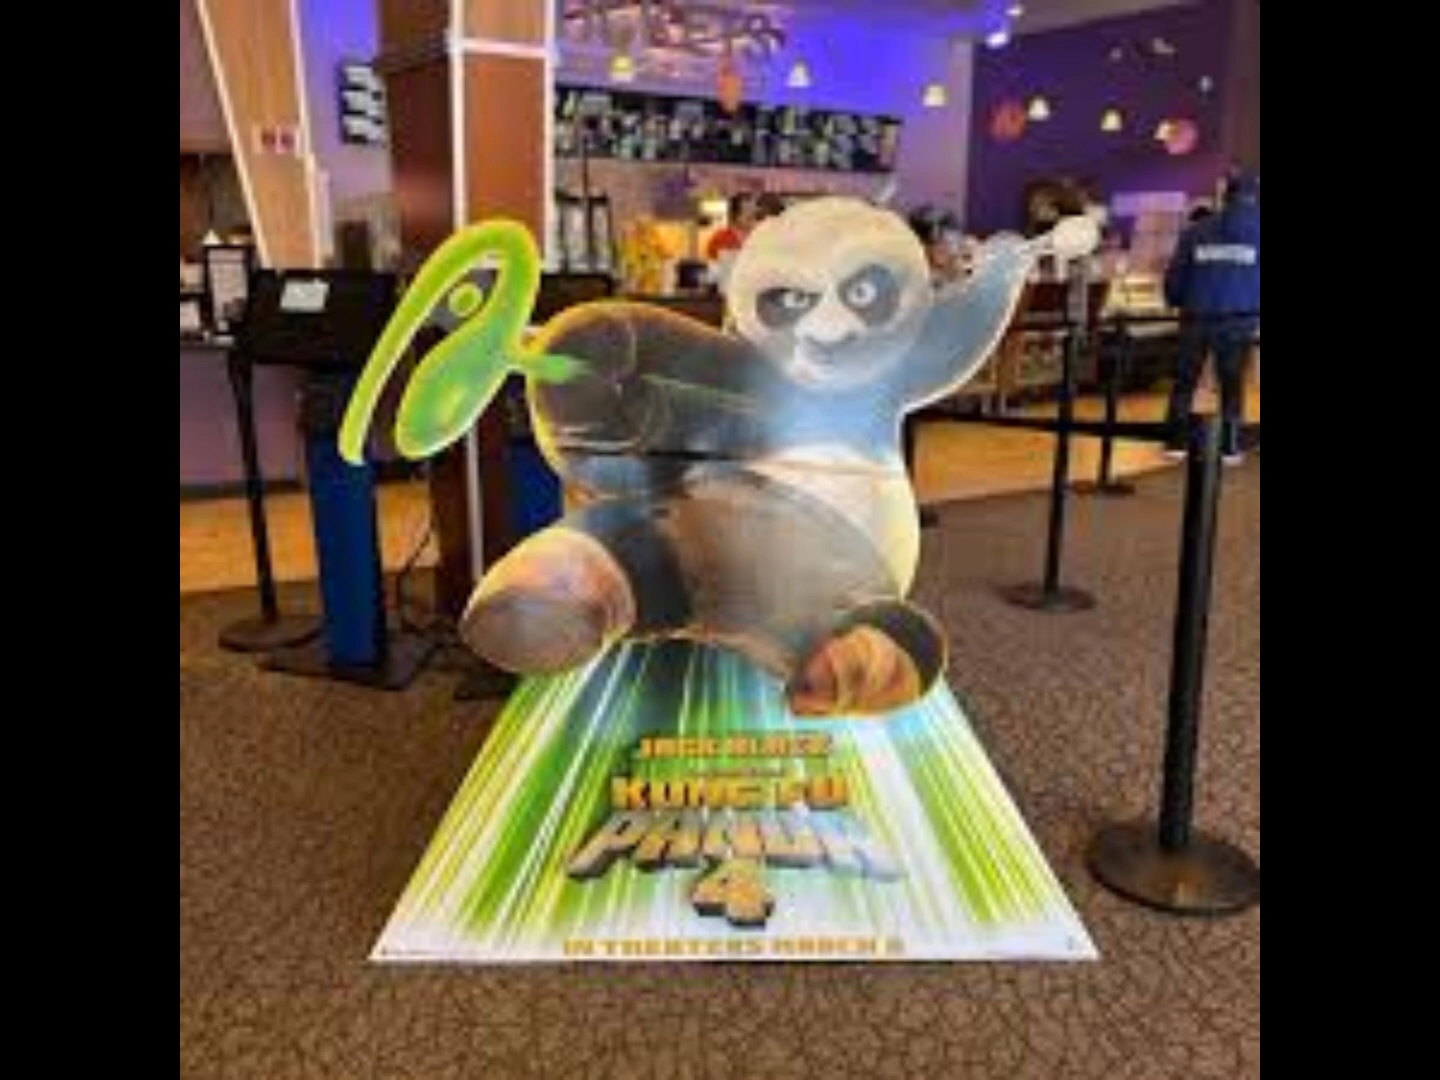 JACK BLACK
KUNG FU
PANDA
4
IN THEATERS MARCH 8